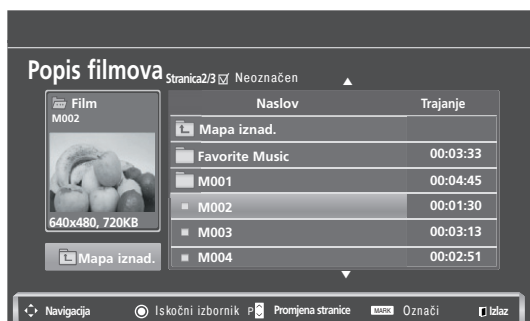 Popis filmova Stranica2/3 Neoznačen
Film
M002
640x480, 720KB
Mapa iznad.
Naslov Trajanje
Mapa iznad.
Favorite Music 00:03:33
M001 00:04:45
M002 00:01:30
M003 00:03:13
M004 00:02:51
Navigacija Iskočni izbornik P Promjena stranice MARK Označi Izlaz